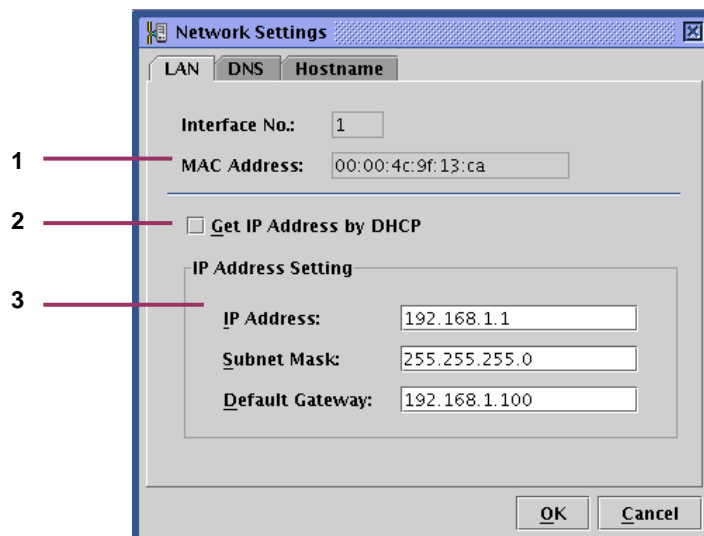 Network Settings
LAN DNS Hostname
Interface No.: 1
1 MAC Address: 00:00:4c:9f:13:ca
2 Get IP Address by DHCP
IP Address Setting
3
IP Address: 192.168.1.1
Subnet Mask: 255.255.255.0
Default Gateway: 192.168.1.100
OK Cancel